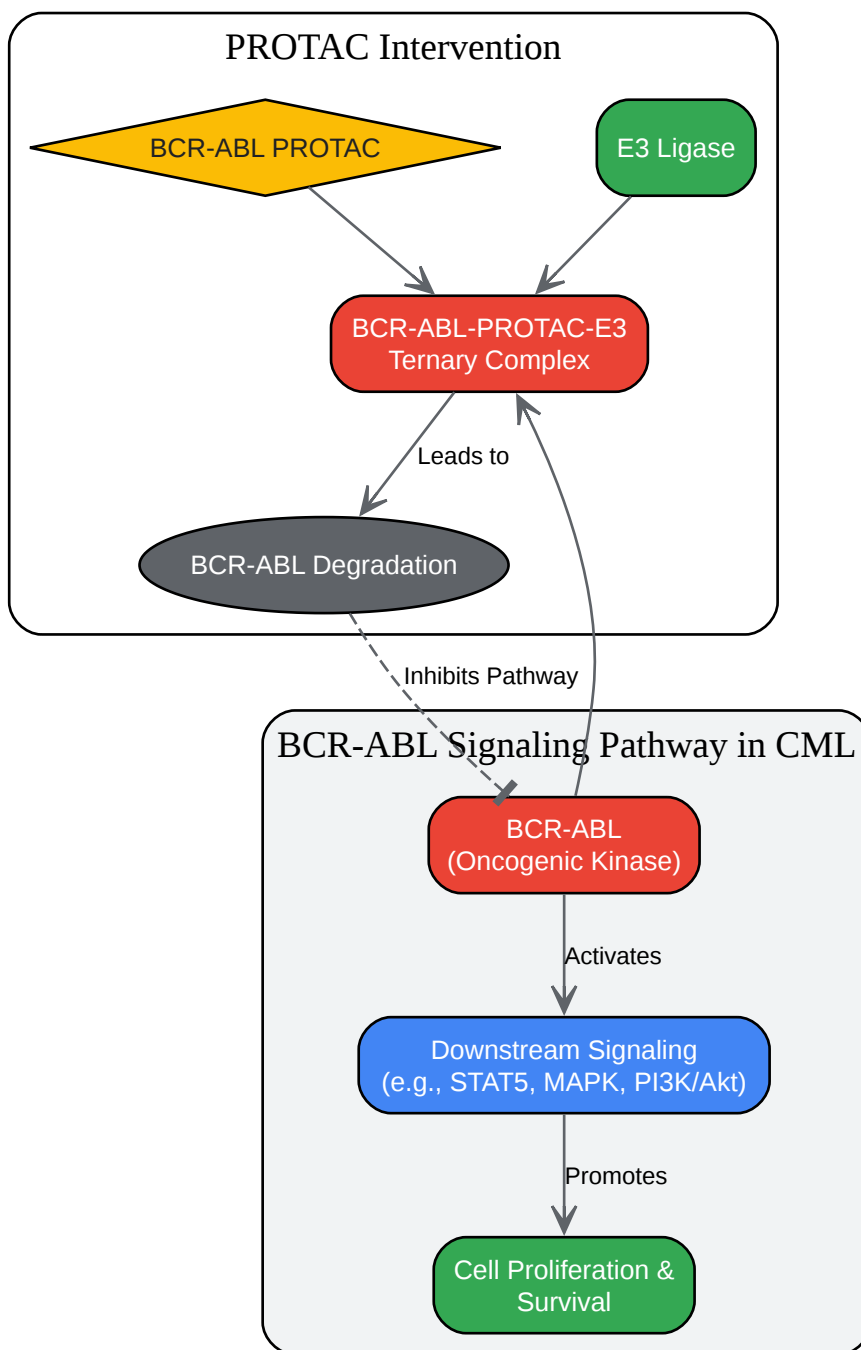 PROTAC Intervention
BCR-ABL PROTAC
E3 Ligase
BCR-ABL-PROTAC-E3
Ternary Complex
Leads to
BCR-ABL Degradation
Inhibits Pathway
BCR-ABL Signaling Pathway in CML
BCR-ABL
(Oncogenic Kinase)
Activates
Downstream Signaling
(e.g., STAT5, MAPK, PI3K/Akt)
Promotes
Cell Proliferation &
Survival